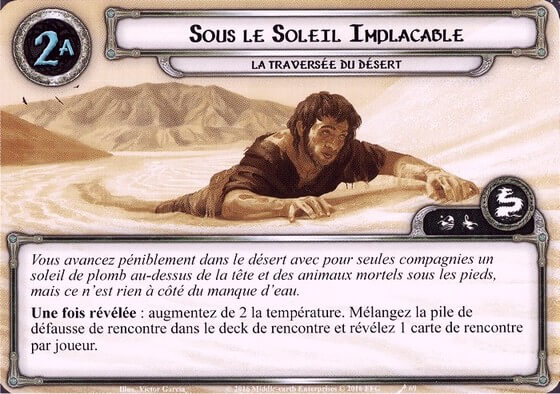 2A
Sous le Soleil Implacable
La Traversée du Désert
Vous avancez péniblement dans le désert avec pour seules compagnies un
soleil de plomb au-dessus de la tête et des animaux mortels sous les pieds,
mais ce n'est rien à côté du manque d'eau.
Une fois révélée : augmentez de 2 la température. Mélangez la pile de
défausse de rencontre dans le deck de rencontre et révélez 1 carte de rencontre
par joueur.
Illus. Victor Garcia © 2016 Middle-earth Enterprises © 2016 FFG